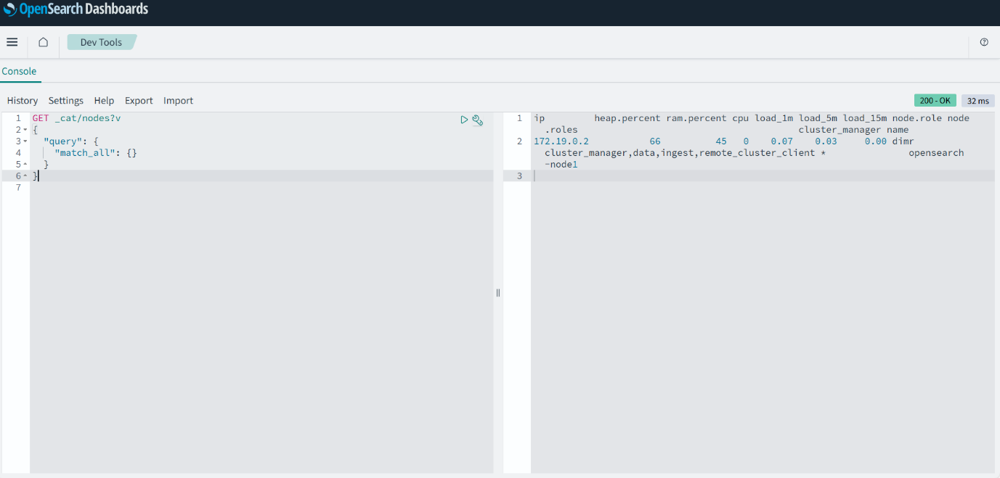 OpenSearch Dashboards
Dev Tools
Console
History Settings Help Export Import
200 - OK 32 ms
1 GET _cat/nodes?v
2 {
3 "query": {
4 "match_all": {}
5 }
6 }
7
1 ip heap.percent ram.percent cpu load_1m load_5m load_15m node.role node
.roles cluster_manager name
2 172.19.0.2 66 45 0 0.07 0.03 0.00 dimr
cluster_manager,data,ingest,remote_cluster_client * opensearch
-node1
3